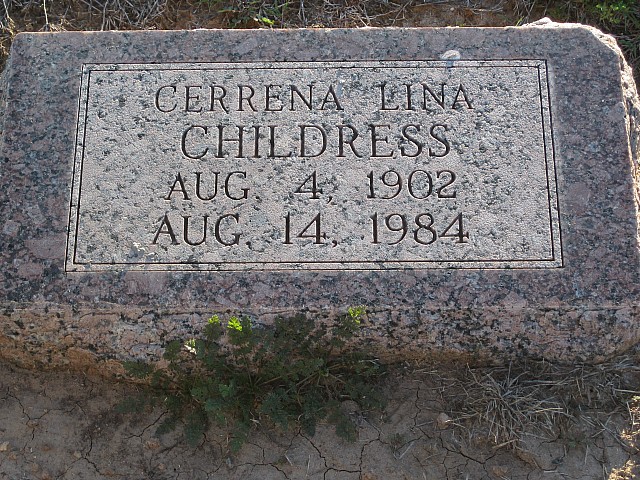 CERRENA LINA
CHILDRESS
AUG. 4, 1902
AUG. 14, 1984